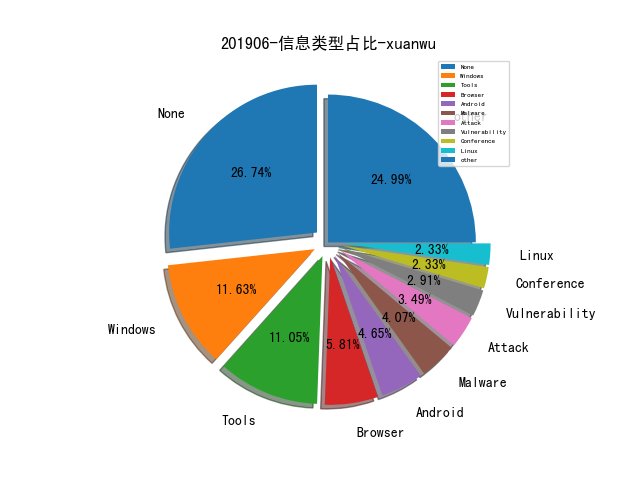 201906-信息类型占比-xuanwu
None
Windows
Tools
Browser
Android
Malware
Attack
Vulnerability
Conference
Linux
other
None
other
26.74%
24.99%
2.33%
Linux
2.33%
Conference
2.91%
Vulnerability
11.63%
3.49%
4.07%
Windows
11.05%
4.65%
5.81%
Attack
Malware
Android
Tools
Browser